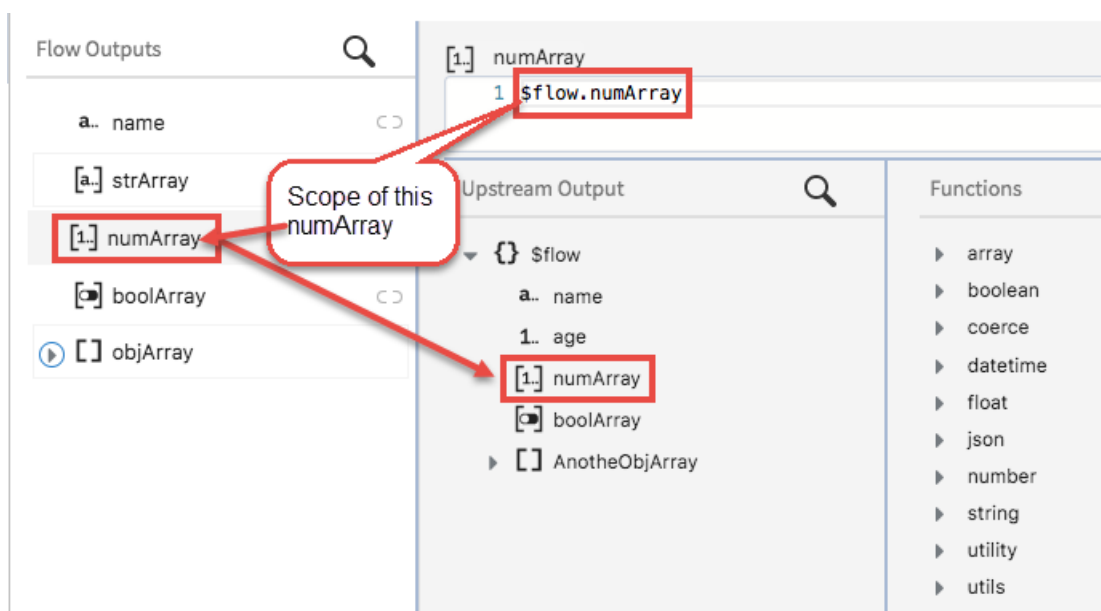 Flow Outputs
a.. name
[a..] strArray
[1..] numArray
boolArray
[ ] objArray
[1..] numArray
1 $flow.numArray
Scope of this
numArray
Upstream Output
{} $flow
a.. name
1.. age
[1..] numArray
boolArray
[ ] AnotheObjArray
Functions
array
boolean
coerce
datetime
float
json
number
string
utility
utils